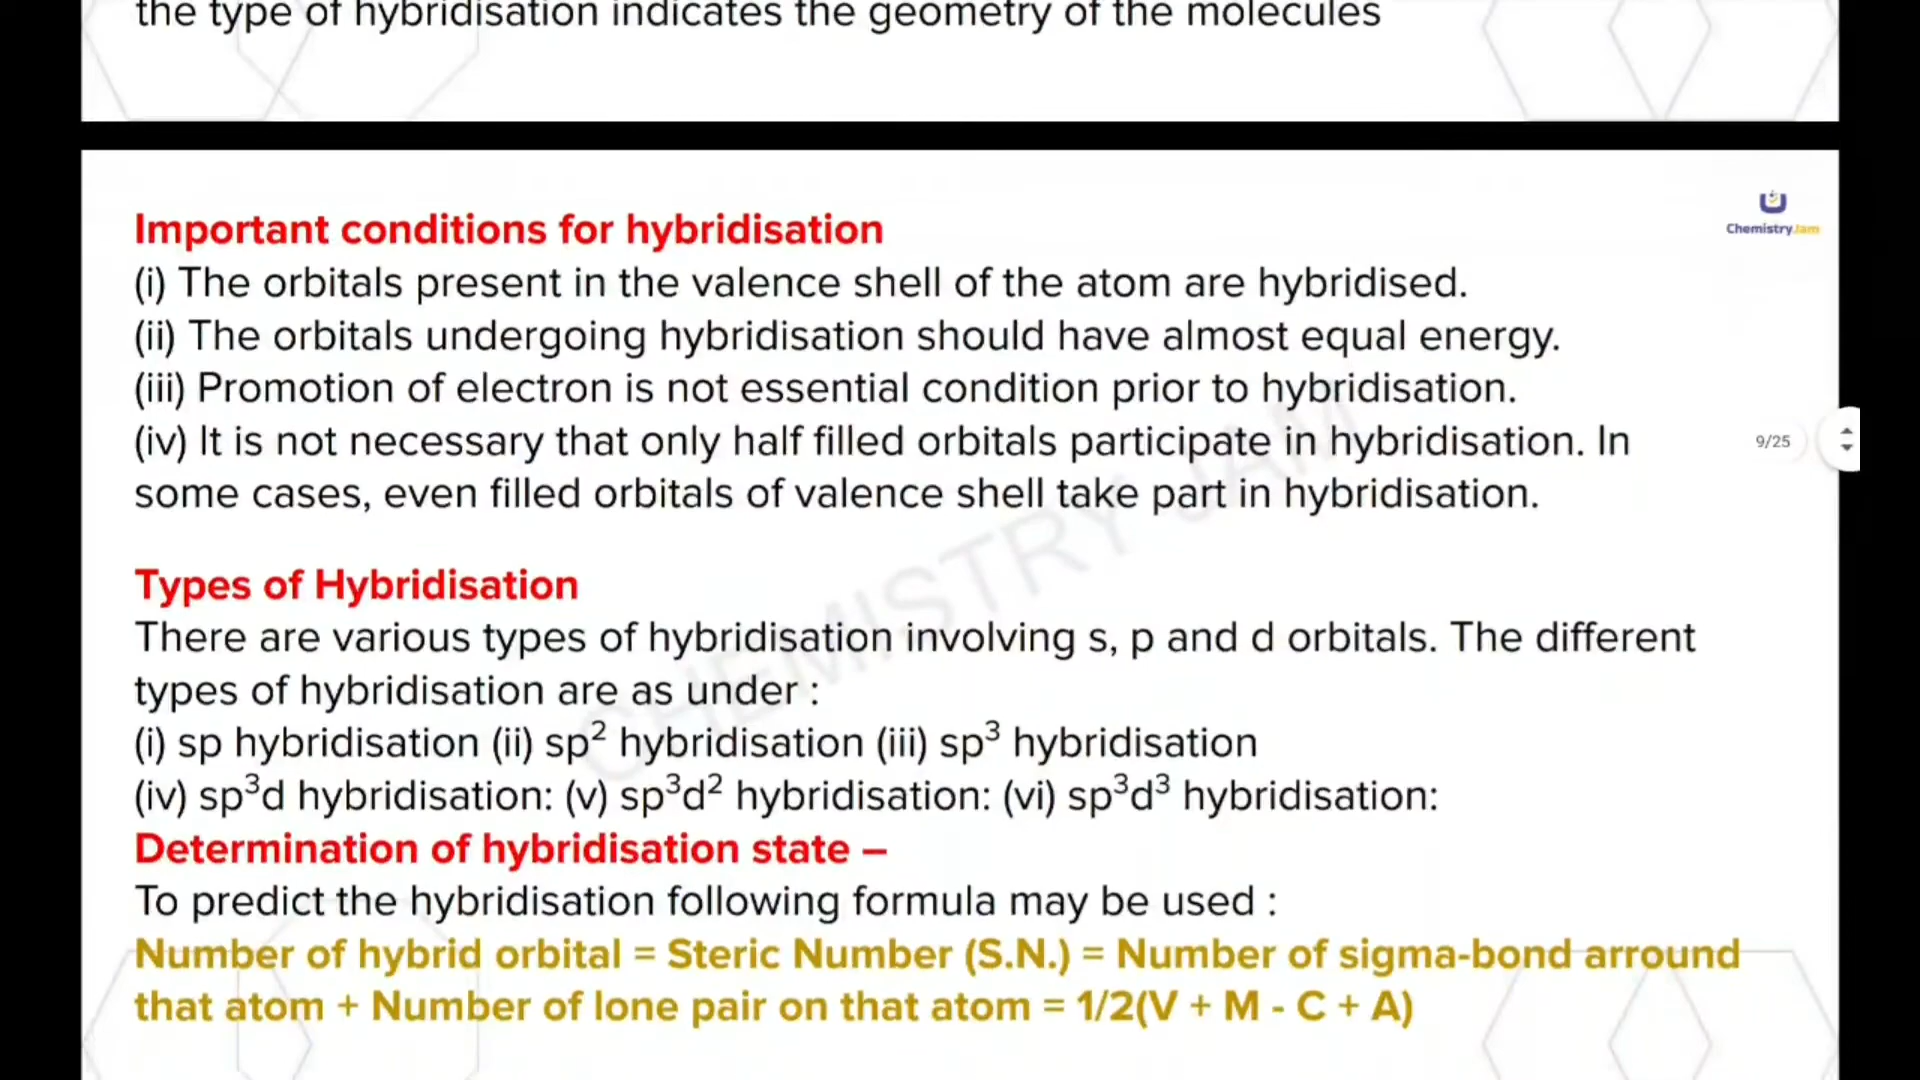 the type of hybridisation indicates the geometry of the molecules
Important conditions for hybridisation
ChemistryJam
(i) The orbitals present in the valence shell of the atom are hybridised.
(ii) The orbitals undergoing hybridisation should have almost equal energy.
(iii) Promotion of electron is not essential condition prior to hybridisation.
(iv) It is not necessary that only half filled orbitals participate in hybridisation. In
9/25
some cases, even filled orbitals of valence shell take part in hybridisation.
CHEMISTRY JAM
Types of Hybridisation
There are various types of hybridisation involving s, p and d orbitals. The different
types of hybridisation are as under :
(i) sp hybridisation (ii) sp² hybridisation (iii) sp³ hybridisation
(iv) sp³d hybridisation: (v) sp³d² hybridisation: (vi) sp³d³ hybridisation:
Determination of hybridisation state –
To predict the hybridisation following formula may be used :
Number of hybrid orbital = Steric Number (S.N.) = Number of sigma-bond arround
that atom + Number of lone pair on that atom = 1/2(V + M - C + A)